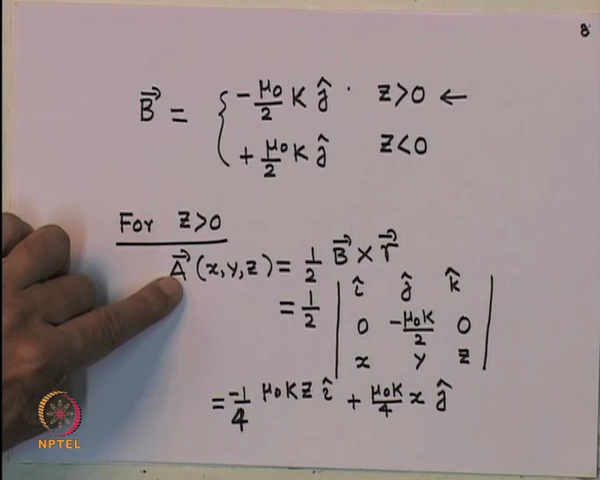 8
B⃗ = { -μ₀/2 K ĵ · z>0 ←
+ μ₀/2 K ĵ z<0
For z>0
A⃗ (x,y,z) = 1/2 B⃗ × r⃗
= 1/2 | î ĵ k̂ |
| 0 -μ₀K/2 0 |
| x y z |
= -1/4 μ₀Kz î + μ₀K/4 x ĵ
NPTEL